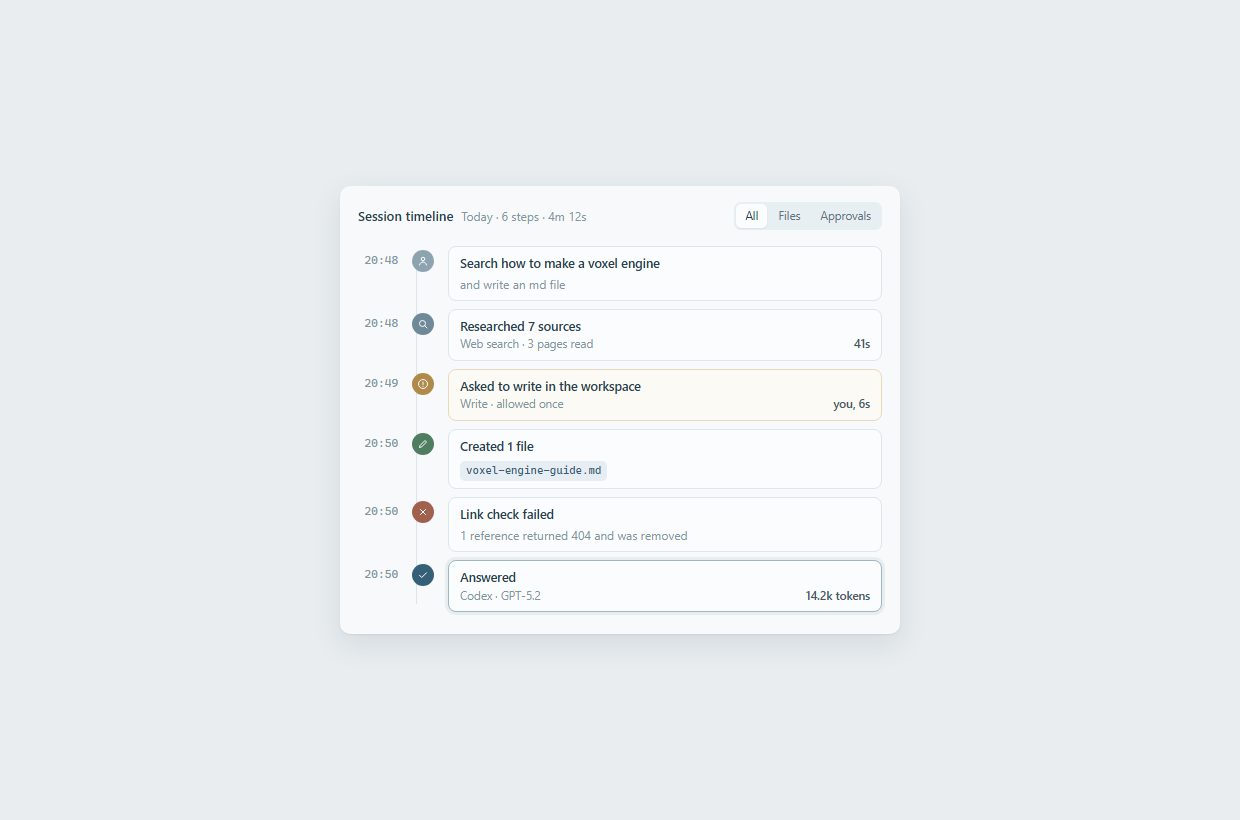 Session timeline Today · 6 steps · 4m 12s All Files Approvals
20:48 Search how to make a voxel engine
and write an md file
20:48 Researched 7 sources
Web search · 3 pages read 41s
20:49 Asked to write in the workspace
Write · allowed once you, 6s
20:50 Created 1 file
voxel-engine-guide.md
20:50 Link check failed
1 reference returned 404 and was removed
20:50 Answered
Codex · GPT-5.2 14.2k tokens